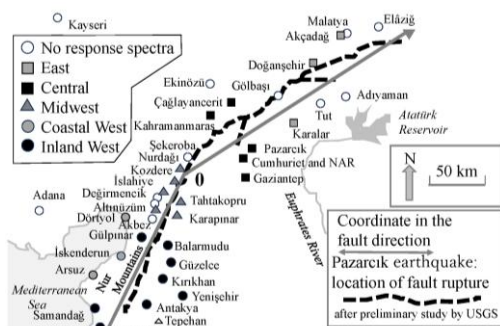 Kayseri
No response spectra
East
Central
Midwest
Coastal West
Inland West
Malatya
Elâziğ
Akçadağ
Doğanşehir
Ekinözü
Gölbaşı
Çağlayancerit
Kahramanmaraş
Tut
Adıyaman
Atatürk
Reservoir
Karalar
Şekeroba
Nurdağı
Kozdere
Islahiye
Değirmencik
Altınüzüm
Dörtyol
Akbez
Gülpınar
Adana
0
Pazarcık
Cumhuriet and NAR
Gaziantep
Tahtakopru
Karapınar
Euphrates River
N
50 km
İskenderun
Arsuz
Nur Mountains
Mediterranean
Sea
Samandağ
Balarmudu
Güzelce
Kırıkhan
Yenişehir
Antakya
Tepehan
Coordinate in the
fault direction
Pazarcık earthquake:
location of fault rupture
after preliminary study by USGS